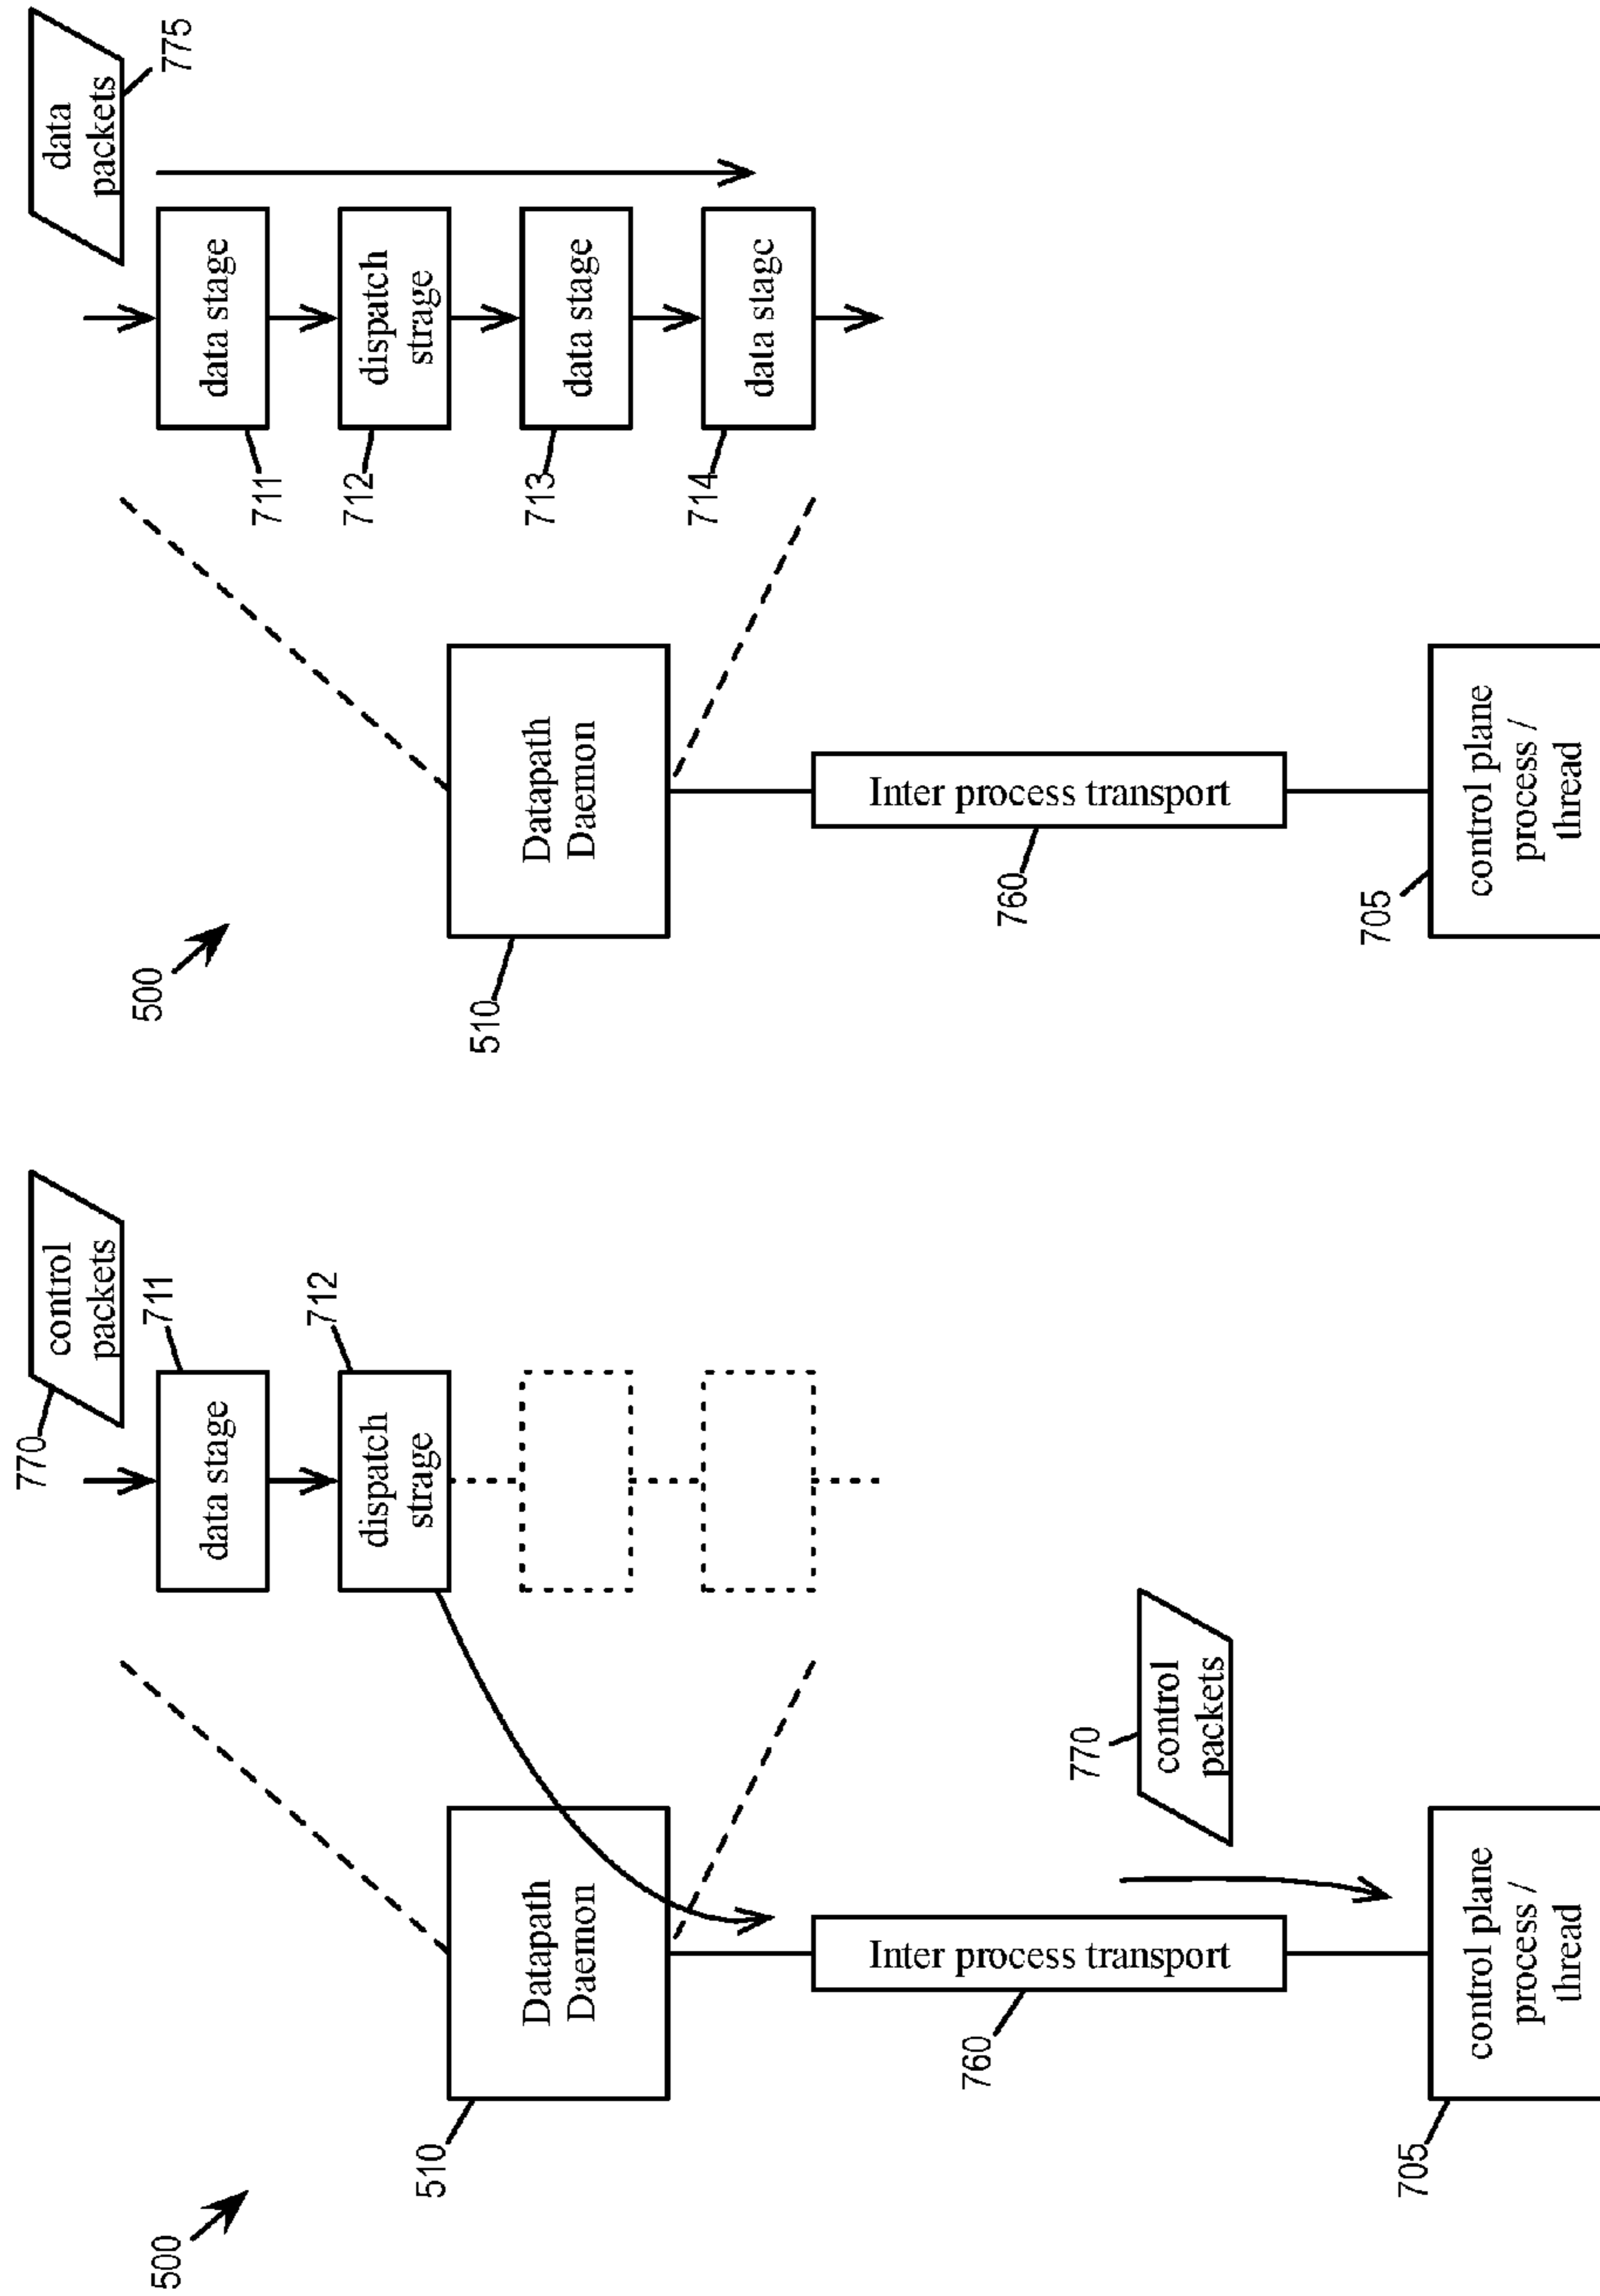 500
510
Datapath
Daemon
770
control
packets
711
data stage
712
dispatch
strage
760
Inter process transport
770
control
packets
705
control plane
process /
thread
500
510
Datapath
Daemon
data
packets
775
711
data stage
712
dispatch
strage
713
data stage
714
data stagc
760
Inter process transport
705
control plane
process /
thread